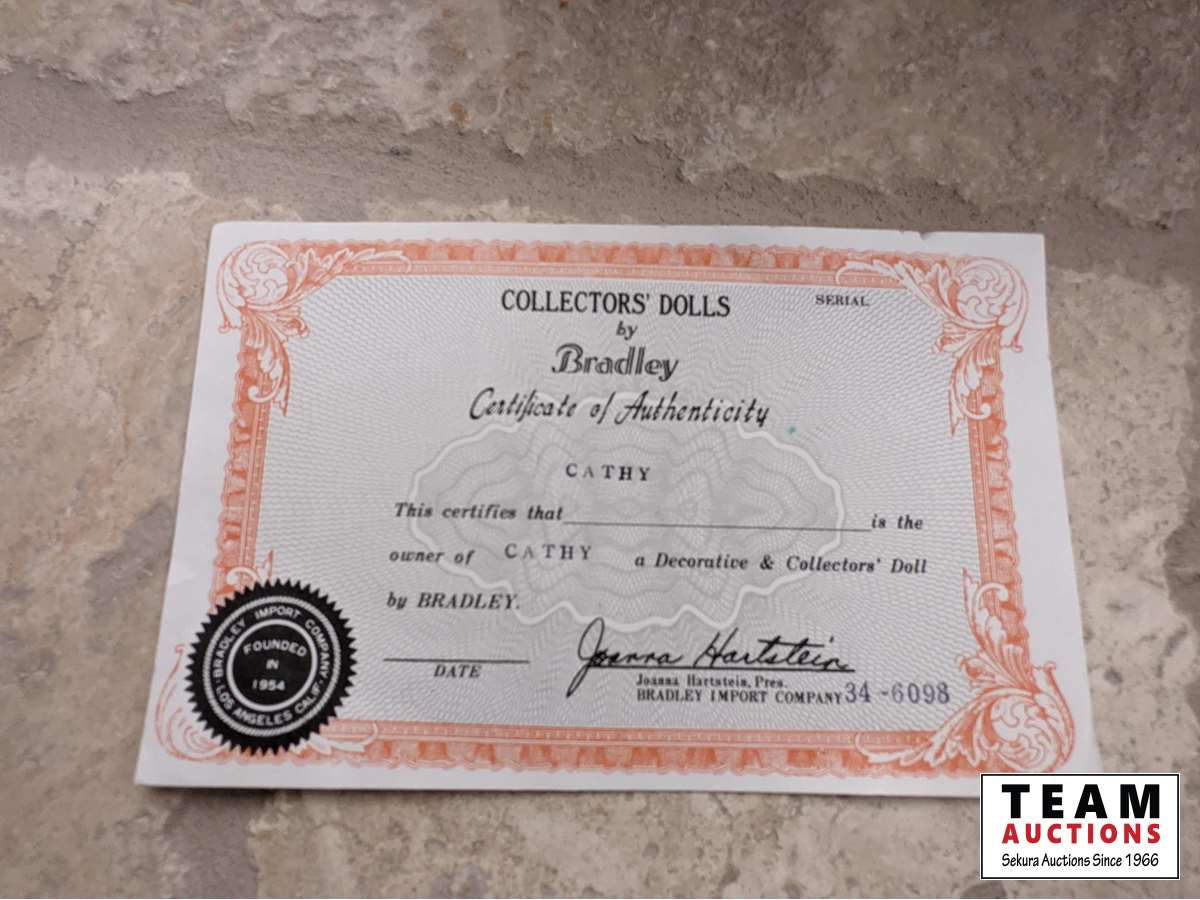 COLLECTORS' DOLLS
SERIAL
by
Bradley
Certificate of Authenticity
CATHY
This certifies that is the
owner of CATHY a Decorative & Collectors' Doll
by BRADLEY.
BRADLEY IMPORT COMPANY
LOS ANGELES CALIF.
FOUNDED
IN
1954
DATE
Joanna Hartstein
Joanna Hartstein, Pres.
BRADLEY IMPORT COMPANY 34-6098
TEAM
AUCTIONS
Sekura Auctions Since 1966